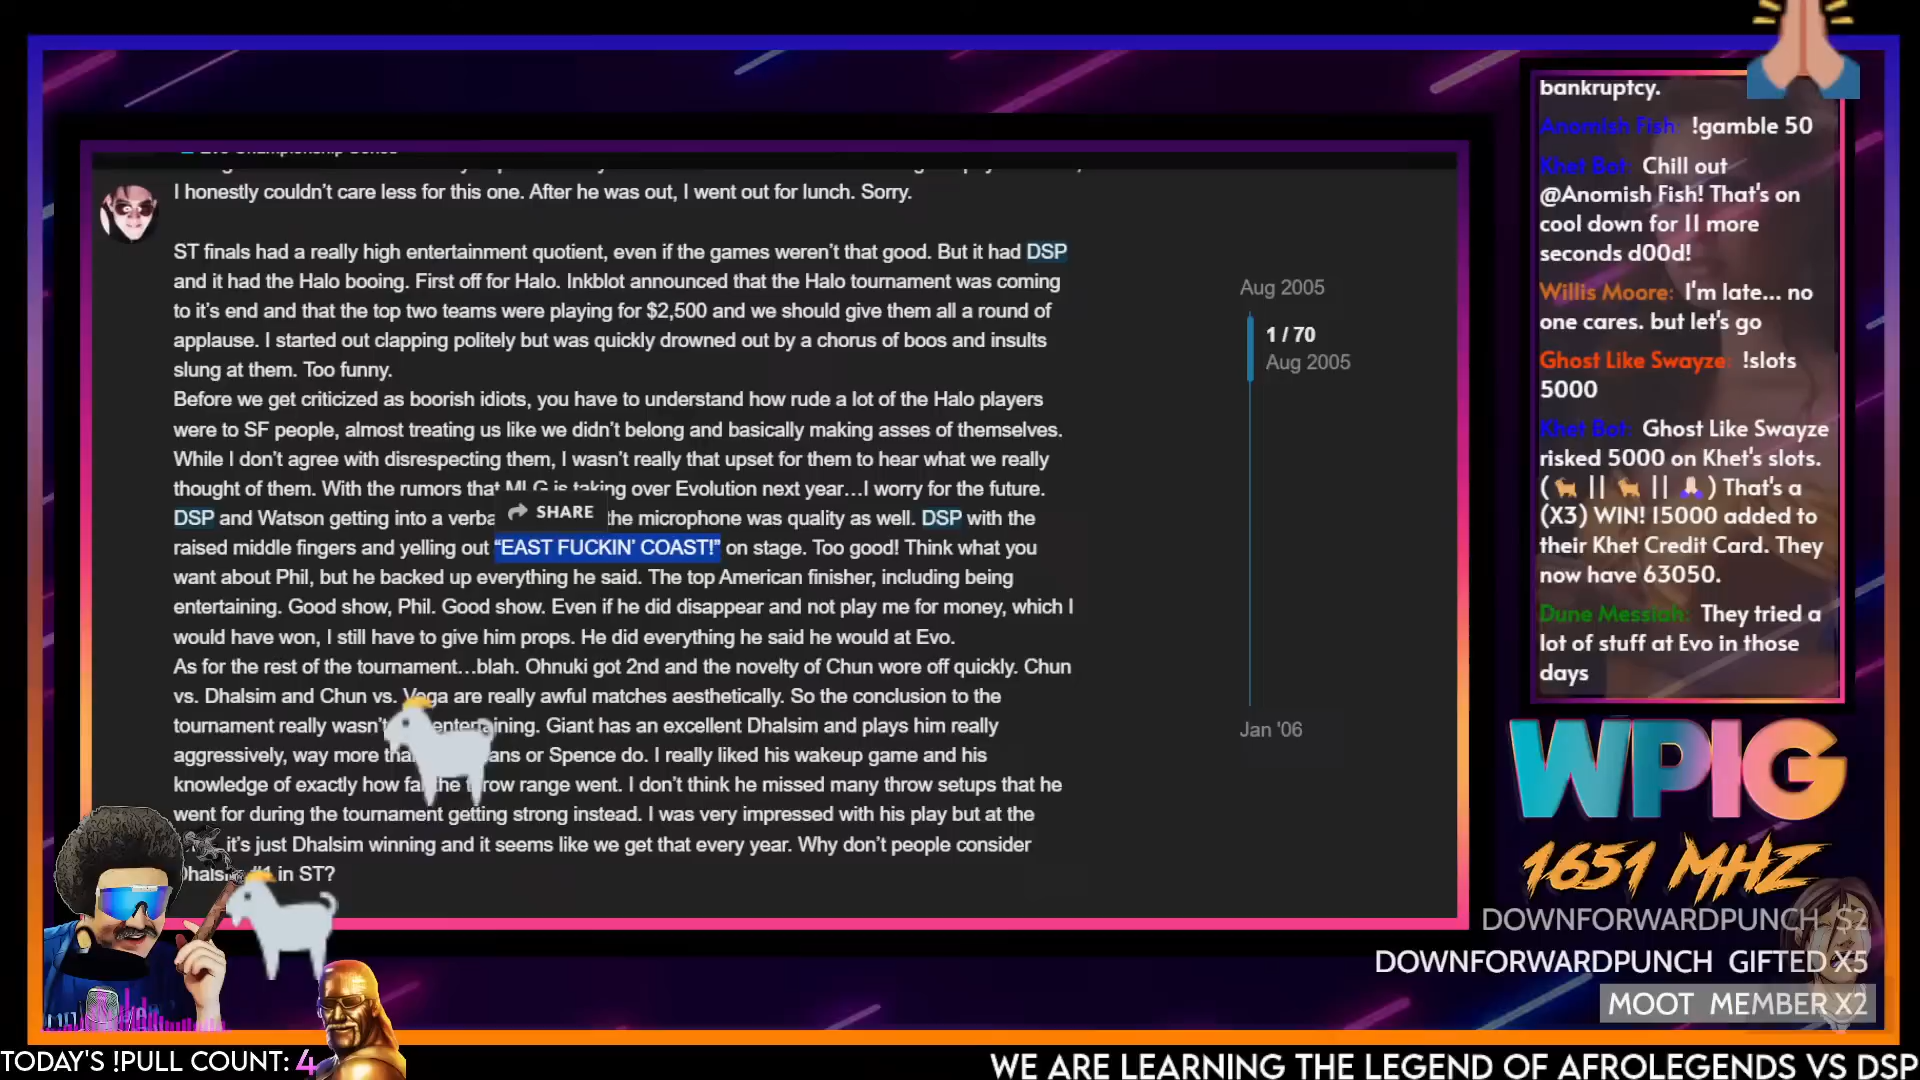 I honestly couldn't care less for this one. After he was out, I went out for lunch. Sorry.
ST finals had a really high entertainment quotient, even if the games weren't that good. But it had DSP
and it had the Halo booing. First off for Halo. Inkblot announced that the Halo tournament was coming
to it's end and that the top two teams were playing for $2,500 and we should give them all a round of
applause. I started out clapping politely but was quickly drowned out by a chorus of boos and insults
slung at them. Too funny.
Before we get criticized as boorish idiots, you have to understand how rude a lot of the Halo players
were to SF people, almost treating us like we didn't belong and basically making asses of themselves.
While I don't agree with disrespecting them, I wasn't really that upset for them to hear what we really
thought of them. With the rumors that MLG is taking over Evolution next year…I worry for the future.
DSP and Watson getting into a verba
SHARE
the microphone was quality as well. DSP with the
raised middle fingers and yelling out “EAST FUCKIN' COAST!” on stage. Too good! Think what you
want about Phil, but he backed up everything he said. The top American finisher, including being
entertaining. Good show, Phil. Good show. Even if he did disappear and not play me for money, which I
would have won, I still have to give him props. He did everything he said he would at Evo.
As for the rest of the tournament…blah. Ohnuki got 2nd and the novelty of Chun wore off quickly. Chun
vs. Dhalsim and Chun vs. Vega are really awful matches aesthetically. So the conclusion to the
tournament really wasn't entertaining. Giant has an excellent Dhalsim and plays him really
aggressively, way more than ans or Spence do. I really liked his wakeup game and his
knowledge of exactly how far the throw range went. I don't think he missed many throw setups that he
went for during the tournament getting strong instead. I was very impressed with his play but at the
it's just Dhalsim winning and it seems like we get that every year. Why don't people consider
Dhalsim #1 in ST?
Aug 2005
1 / 70
Aug 2005
Jan '06
bankruptcy.
Anomish Fish: !gamble 50
Khet Bot: Chill out
@Anomish Fish! That's on
cool down for 11 more
seconds d00d!
Willis Moore: I'm late... no
one cares. but let's go
Ghost Like Swayze: !slots
5000
Khet Bot: Ghost Like Swayze
risked 5000 on Khet's slots.
( 🐐 || 🐐 || 🙏 ) That's a
(X3) WIN! 15000 added to
their Khet Credit Card. They
now have 63050.
Dune Messiah: They tried a
lot of stuff at Evo in those
days
WPIG
1651 MHZ
DOWNFORWARDPUNCH $2
DOWNFORWARDPUNCH GIFTED X5
MOOT MEMBER X2
TODAY'S !PULL COUNT: 4
WE ARE LEARNING THE LEGEND OF AFROLEGENDS VS DSP